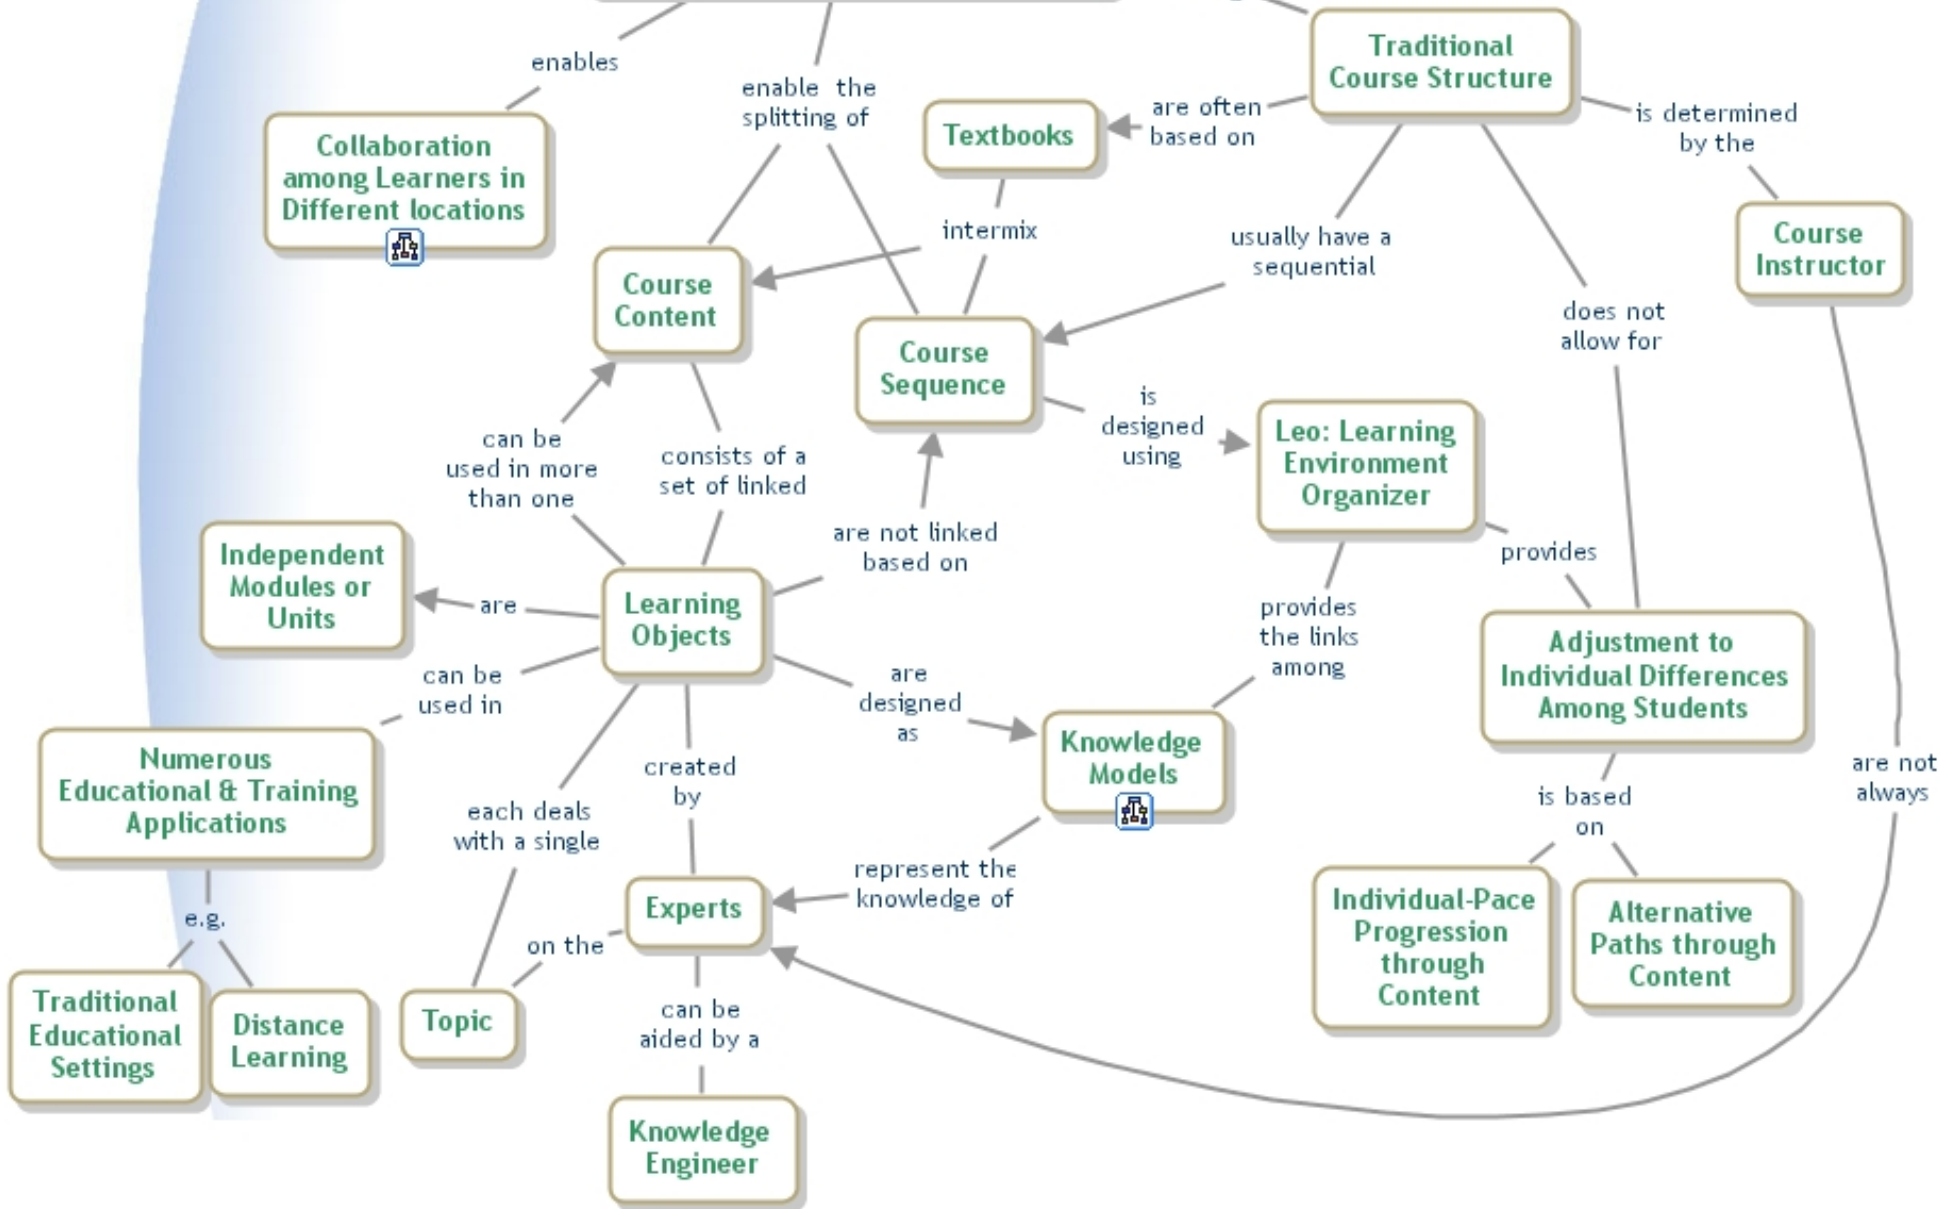 Traditional
Course Structure
enables
enable the
splitting of
Textbooks
are often
based on
is determined
by the
Collaboration
among Learners in
Different locations
intermix
usually have a
sequential
Course
Instructor
Course
Content
does not
allow for
Course
Sequence
is
designed
using
Leo: Learning
Environment
Organizer
can be
used in more
than one
consists of a
set of linked
are not linked
based on
provides
Independent
Modules or
Units
are
Learning
Objects
provides
the links
among
Adjustment to
Individual Differences
Among Students
can be
used in
are
designed
as
Knowledge
Models
Numerous
Educational & Training
Applications
created
by
are not
always
each deals
with a single
is based
on
represent the
knowledge of
Experts
Individual-Pace
Progression
through
Content
Alternative
Paths through
Content
e.g.
on the
Traditional
Educational
Settings
Distance
Learning
Topic
can be
aided by a
Knowledge
Engineer